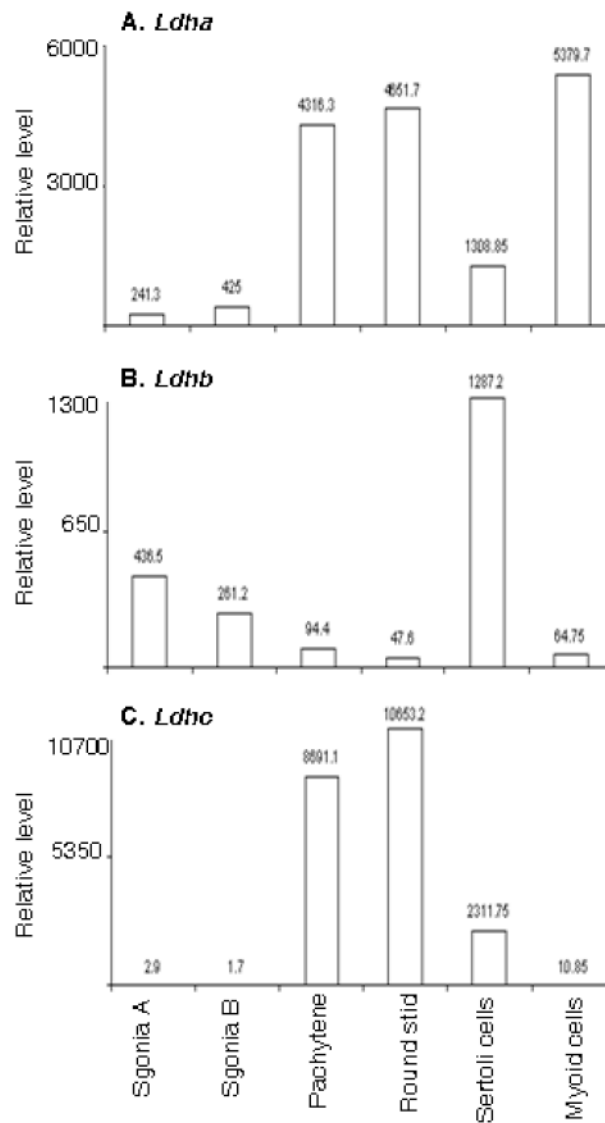 A. Ldha
6000
3000
Relative level
241.3
425
4316.3
4651.7
1308.85
5379.7
B. Ldhb
1300
650
Relative level
436.5
261.2
94.4
47.6
1287.2
64.75
C. Ldhc
10700
5350
Relative level
2.9
1.7
8691.1
10653.2
2311.75
10.85
Sgonia A
Sgonia B
Pachytene
Round stid
Sertoli cells
Myoid cells